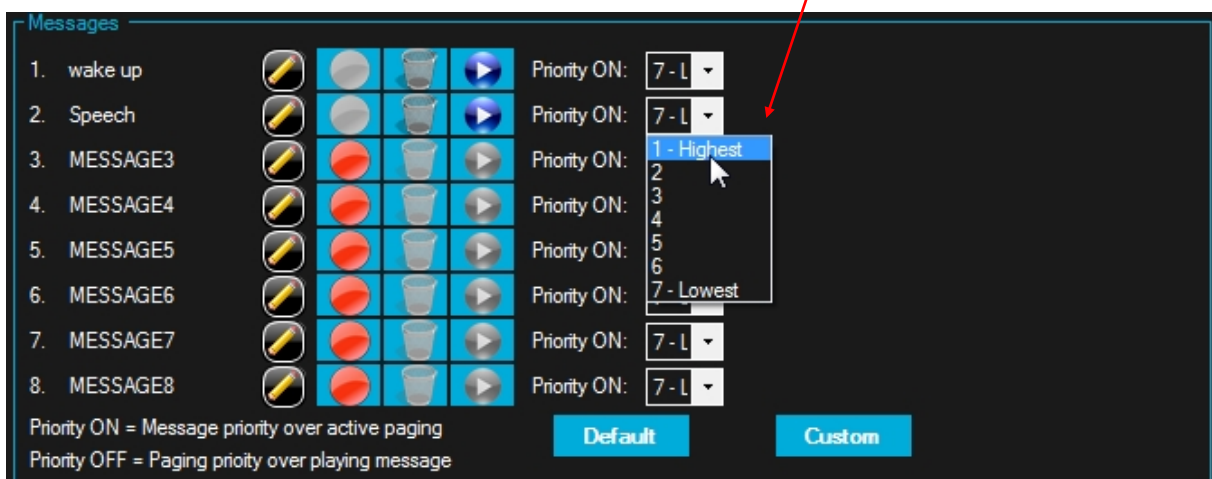 Messages
1. wake up Priority ON: 7 - L
2. Speech Priority ON: 7 - L
1 - Highest
3. MESSAGE3 Priority ON:
2
3
4. MESSAGE4 Priority ON:
4
5. MESSAGE5 Priority ON: 5
6
6. MESSAGE6 Priority ON: 7 - Lowest
7. MESSAGE7 Priority ON: 7 - L
8. MESSAGE8 Priority ON: 7 - L
Priority ON = Message priority over active paging
Default Custom
Priority OFF = Paging prioity over playing message